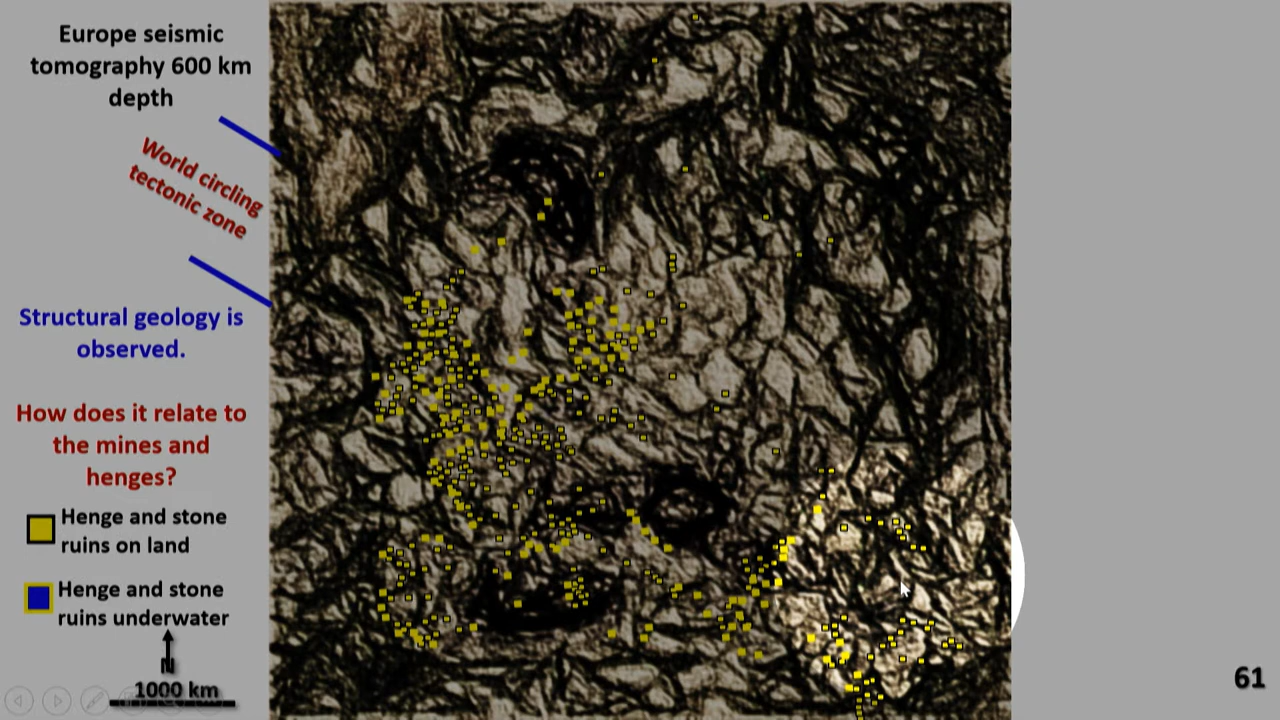 Europe seismic
tomography 600 km
depth
World circling
tectonic zone
Structural geology is
observed.
How does it relate to
the mines and
henges?
Henge and stone
ruins on land
Henge and stone
ruins underwater
N
1000 km
61